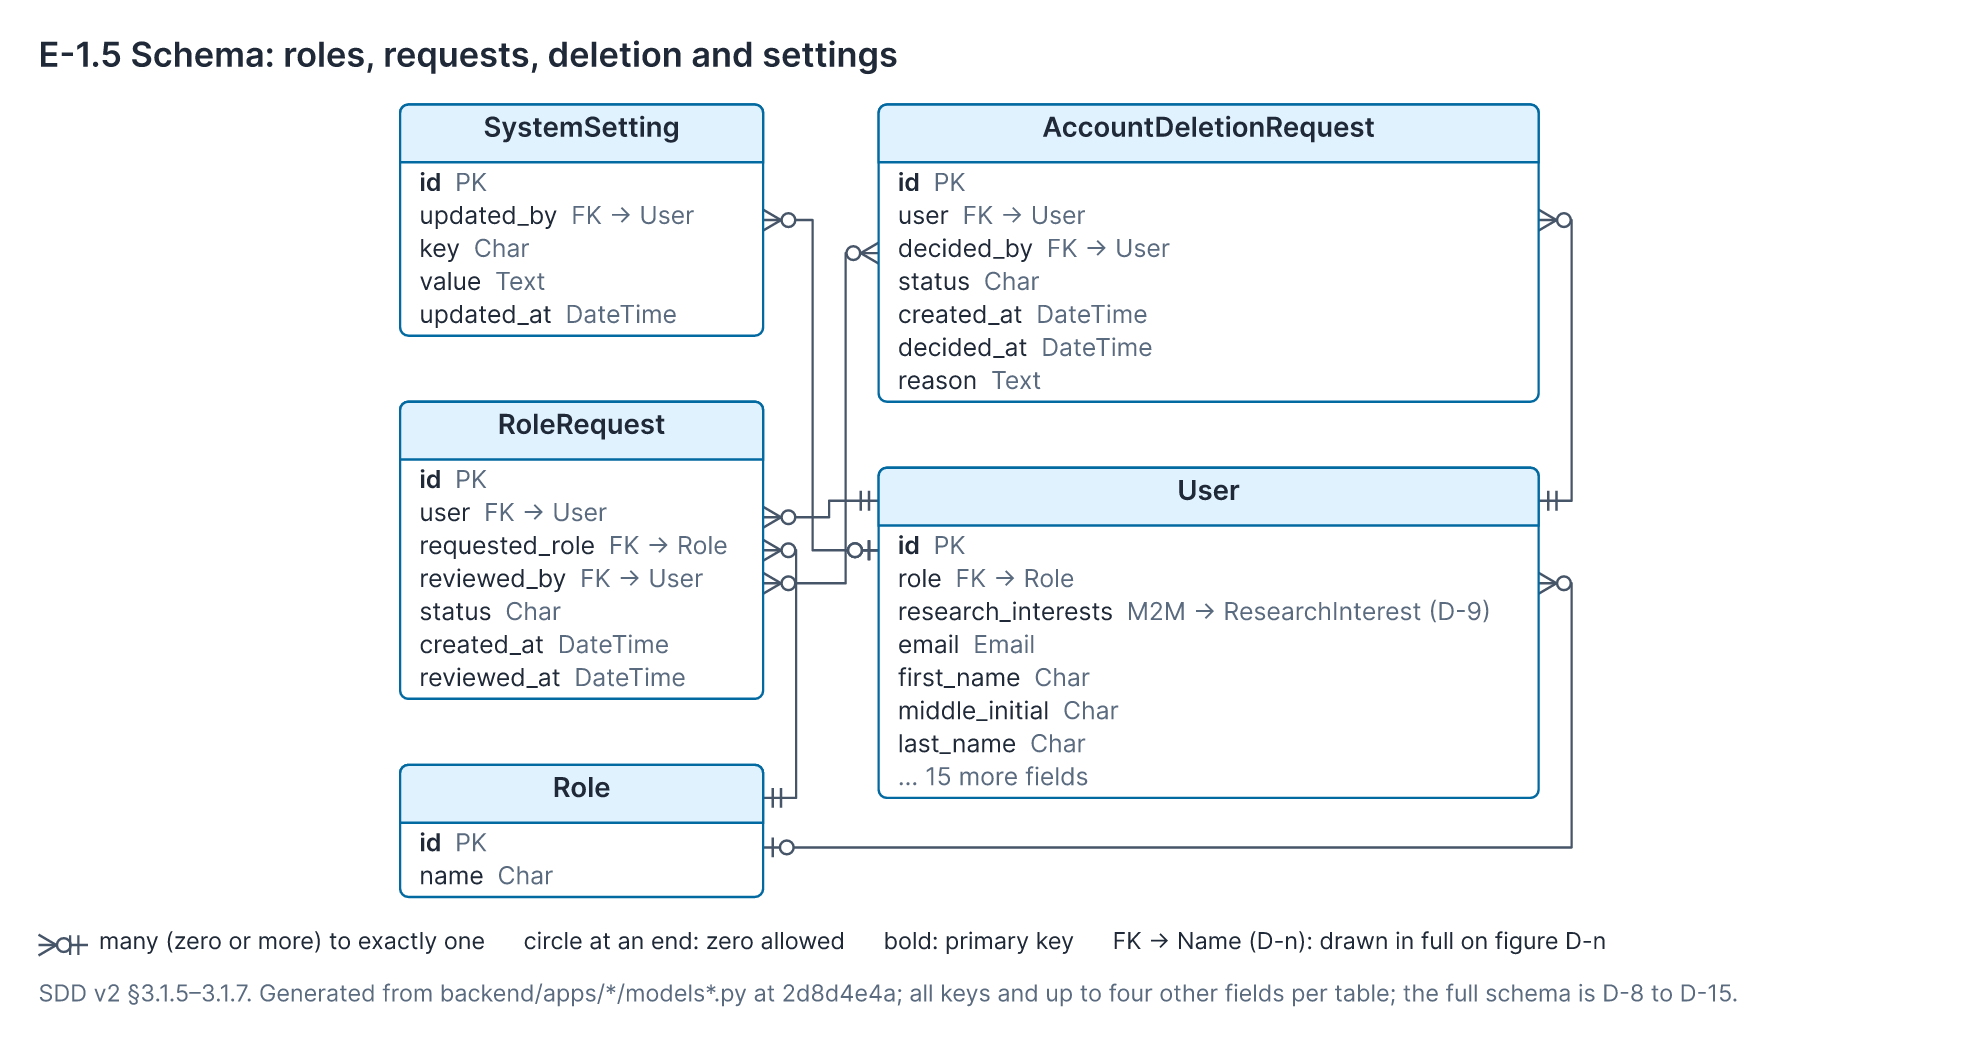 E-1.5 Schema: roles, requests, deletion and settings
SystemSetting
id PK
updated_by FK → User
key Char
value Text
updated_at DateTime
AccountDeletionRequest
id PK
user FK → User
decided_by FK → User
status Char
created_at DateTime
decided_at DateTime
reason Text
RoleRequest
id PK
user FK → User
requested_role FK → Role
reviewed_by FK → User
status Char
created_at DateTime
reviewed_at DateTime
User
id PK
role FK → Role
research_interests M2M → ResearchInterest (D-9)
email Email
first_name Char
middle_initial Char
last_name Char
... 15 more fields
Role
id PK
name Char
many (zero or more) to exactly one circle at an end: zero allowed bold: primary key FK → Name (D-n): drawn in full on figure D-n
SDD v2 §3.1.5–3.1.7. Generated from backend/apps/*/models*.py at 2d8d4e4a; all keys and up to four other fields per table; the full schema is D-8 to D-15.